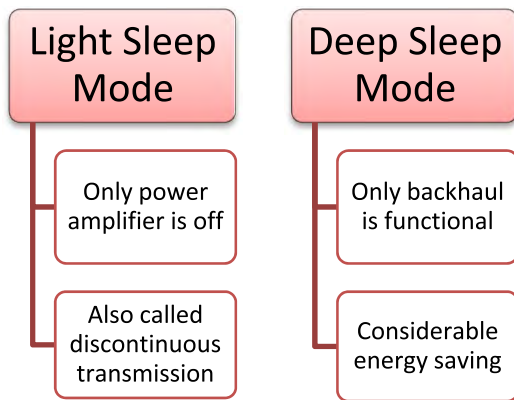 Light Sleep
Mode
Only power
amplifier is off
Also called
discontinuous
transmission
Deep Sleep
Mode
Only backhaul
is functional
Considerable
energy saving